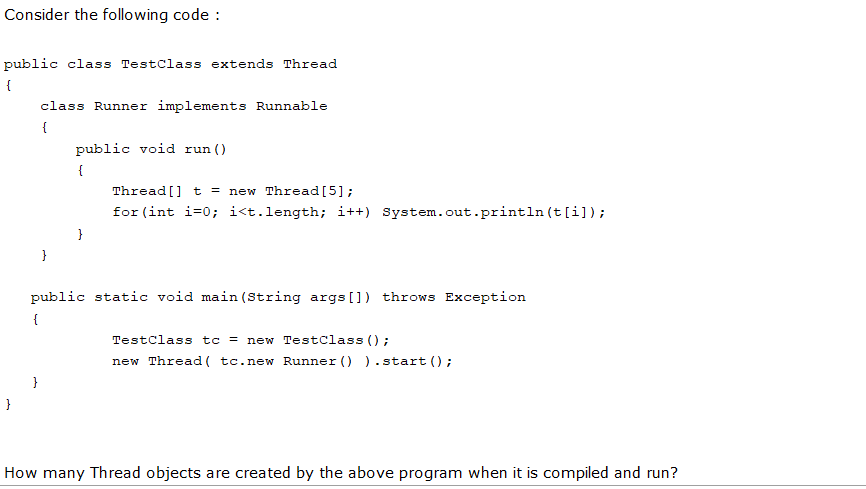 Consider the following code :
public class TestClass extends Thread
{
class Runner implements Runnable
{
public void run()
{
Thread[] t = new Thread[5];
for(int i=0; i<t.length; i++) System.out.println(t[i]);
}
}
public static void main(String args[]) throws Exception
{
TestClass tc = new TestClass();
new Thread( tc.new Runner() ).start();
}
}
How many Thread objects are created by the above program when it is compiled and run?